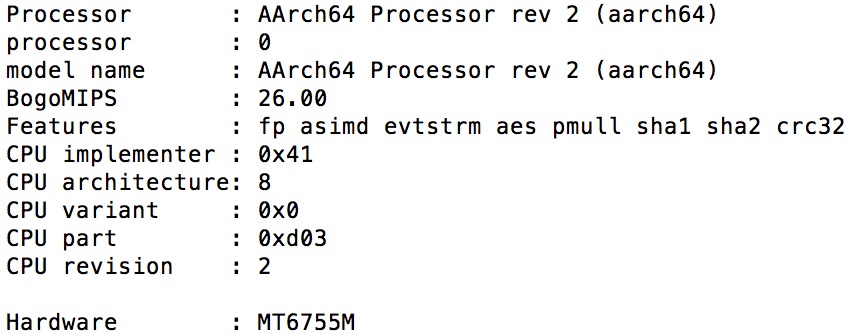 Processor       : AArch64 Processor rev 2 (aarch64)
processor       : 0
model name      : AArch64 Processor rev 2 (aarch64)
BogoMIPS        : 26.00
Features        : fp asimd evtstrm aes pmull sha1 sha2 crc32
CPU implementer : 0x41
CPU architecture: 8
CPU variant     : 0x0
CPU part        : 0xd03
CPU revision    : 2

Hardware        : MT6755M